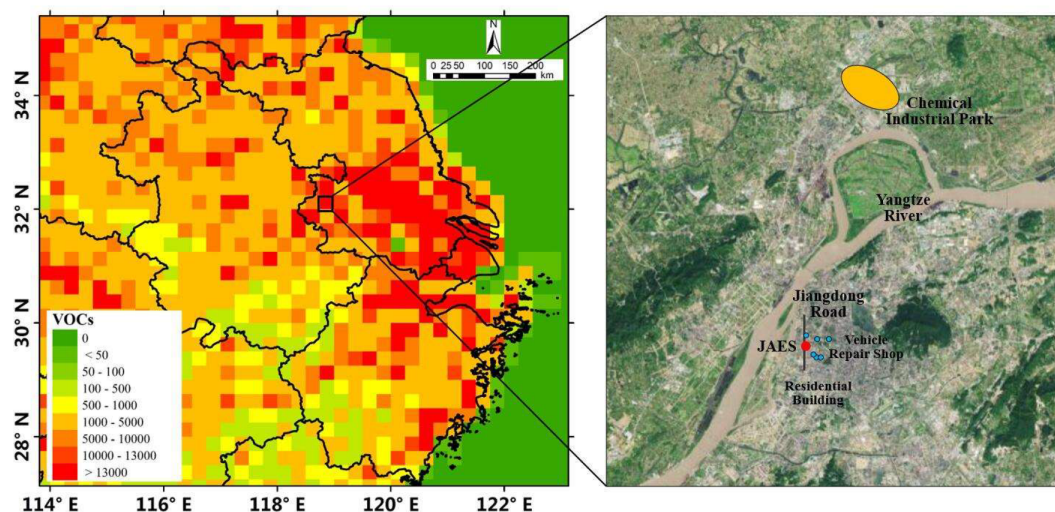 N
0 25 50 100 150 200
km
34° N
32° N
30° N
28° N
VOCs
0
< 50
50 - 100
100 - 500
500 - 1000
1000 - 5000
5000 - 10000
10000 - 13000
> 13000
114° E
116° E
118° E
120° E
122° E
Chemical
Industrial Park
Yangtze
River
Jiangdong
Road
JAES
Vehicle
Repair Shop
Residential
Building